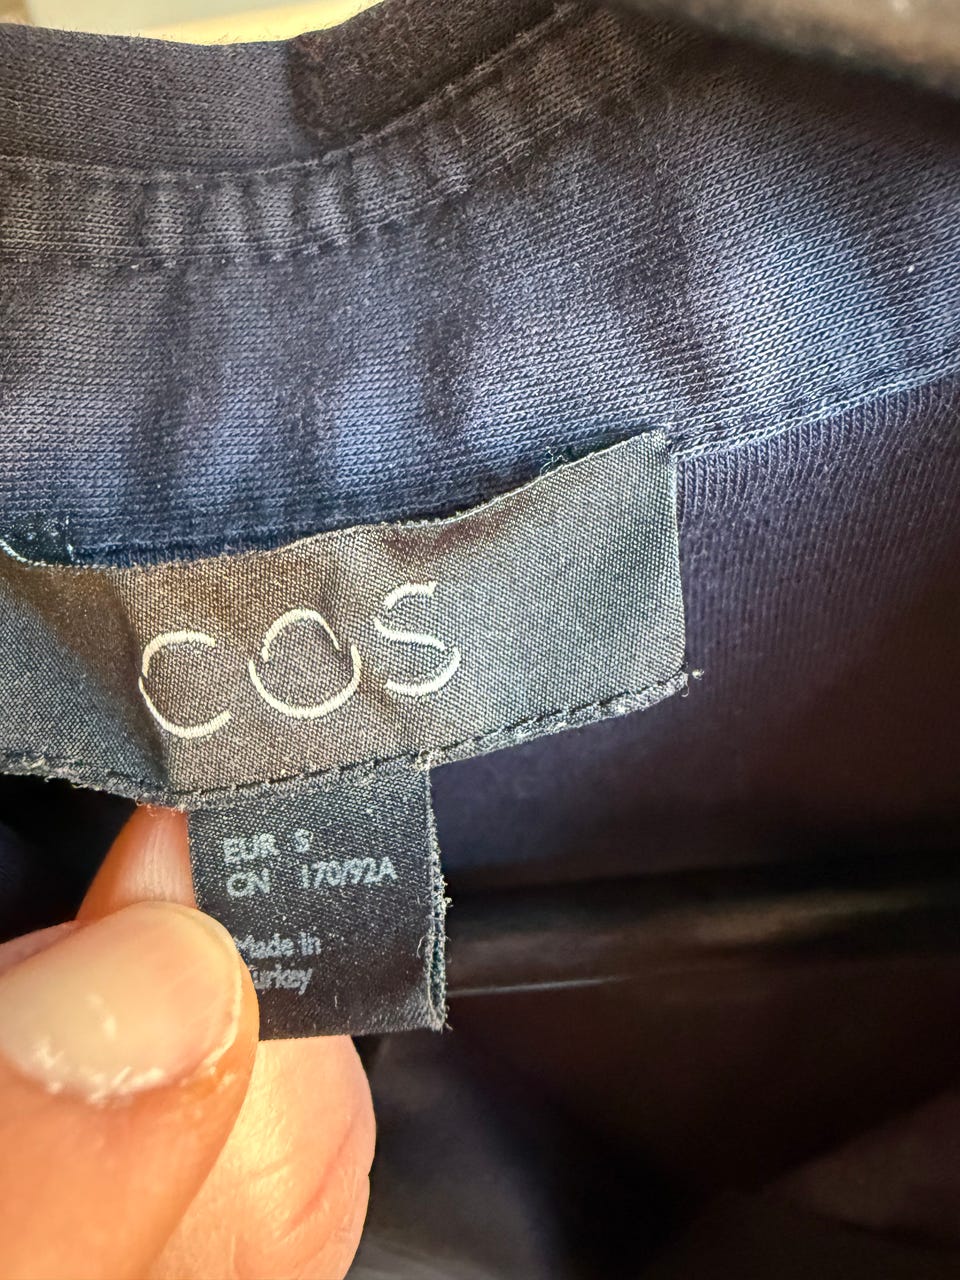 COS
EUR S
CN 170/92A
Made in
Turkey